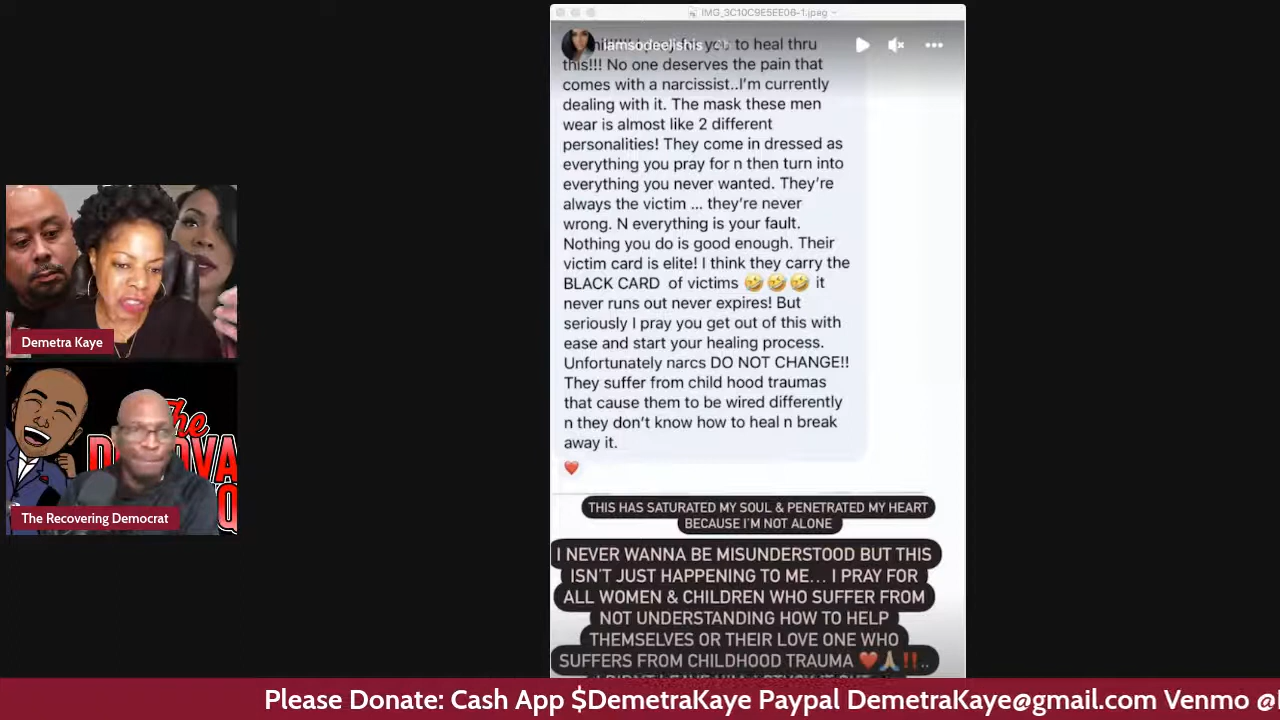 IMG_3C10C9E5EE06-1.jpeg
iamsodeelishis
to heal thru
this!!! No one deserves the pain that
comes with a narcissist..I'm currently
dealing with it. The mask these men
wear is almost like 2 different
personalities! They come in dressed as
everything you pray for n then turn into
everything you never wanted. They're
always the victim ... they're never
wrong. N everything is your fault.
Nothing you do is good enough. Their
victim card is elite! I think they carry the
BLACK CARD of victims 🤣🤣🤣 it
never runs out never expires! But
seriously I pray you get out of this with
ease and start your healing process.
Unfortunately narcs DO NOT CHANGE!!
They suffer from child hood traumas
that cause them to be wired differently
n they don't know how to heal n break
away it.
❤️
THIS HAS SATURATED MY SOUL & PENETRATED MY HEART
BECAUSE I'M NOT ALONE
I NEVER WANNA BE MISUNDERSTOOD BUT THIS
ISN'T JUST HAPPENING TO ME... I PRAY FOR
ALL WOMEN & CHILDREN WHO SUFFER FROM
NOT UNDERSTANDING HOW TO HELP
THEMSELVES OR THEIR LOVE ONE WHO
SUFFERS FROM CHILDHOOD TRAUMA ❤️🙏🏽‼️..
Demetra Kaye
The
The Recovering Democrat
Please Donate: Cash App $DemetraKaye Paypal DemetraKaye@gmail.com Venmo @